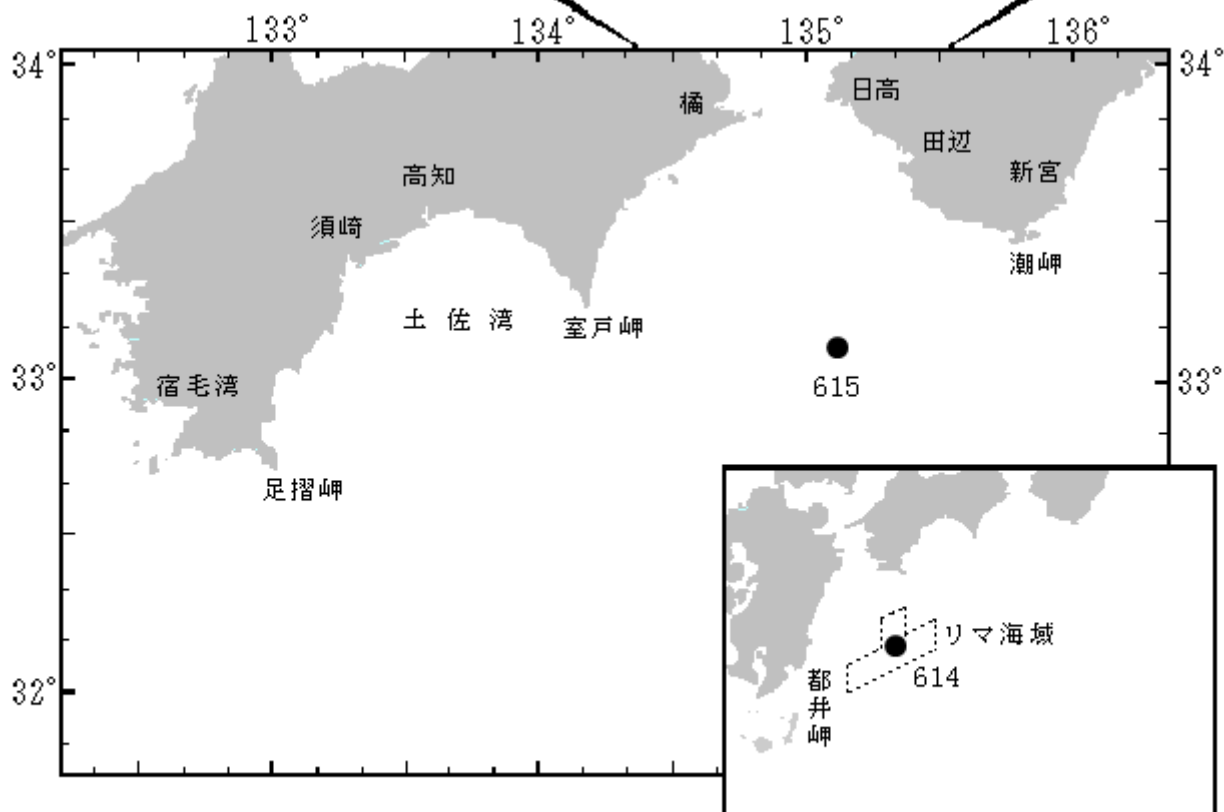 133°
134°
135°
136°
34°
34°
橘
日高
田辺
新宮
高知
須崎
潮岬
土佐湾
室戸岬
615
33°
33°
宿毛湾
足摺岬
リマ海域
614
都井岬
32°